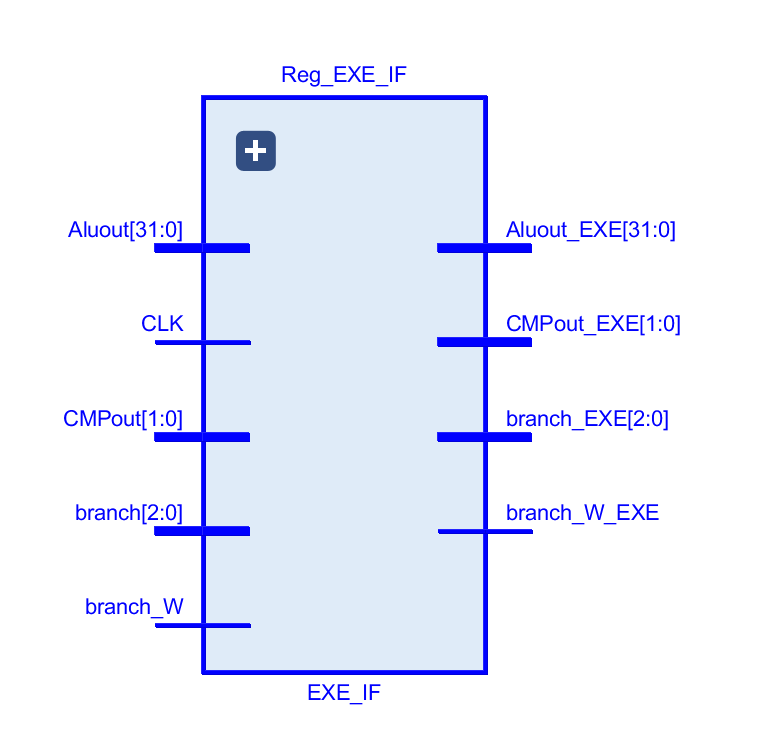 Reg_EXE_IF
Aluout[31:0]
Aluout_EXE[31:0]
CLK
CMPout_EXE[1:0]
CMPout[1:0]
branch_EXE[2:0]
branch[2:0]
branch_W_EXE
branch_W
EXE_IF